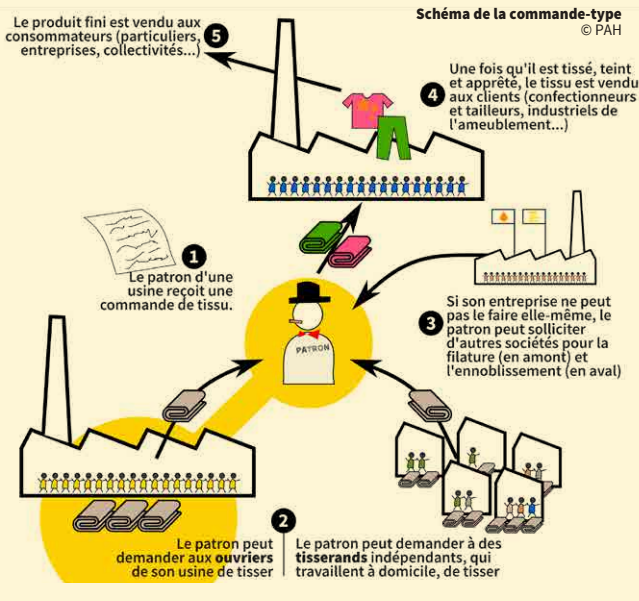 Schéma de la commande-type
© PAH
Le produit fini est vendu aux
consommateurs (particuliers,
entreprises, collectivités...)
5
4
Une fois qu'il est tissé, teint
et apprêté, le tissu est vendu
aux clients (confectionneurs
et tailleurs, industriels de
l'ameublement...)
1
Le patron d'une
usine reçoit une
commande de tissu.
PATRON
3
Si son entreprise ne peut
pas le faire elle-même, le
patron peut solliciter
d'autres sociétés pour la
filature (en amont) et
l'ennoblissement (en aval)
2
Le patron peut
demander aux ouvriers
de son usine de tisser
Le patron peut demander à des
tisserands indépendants, qui
travaillent à domicile, de tisser